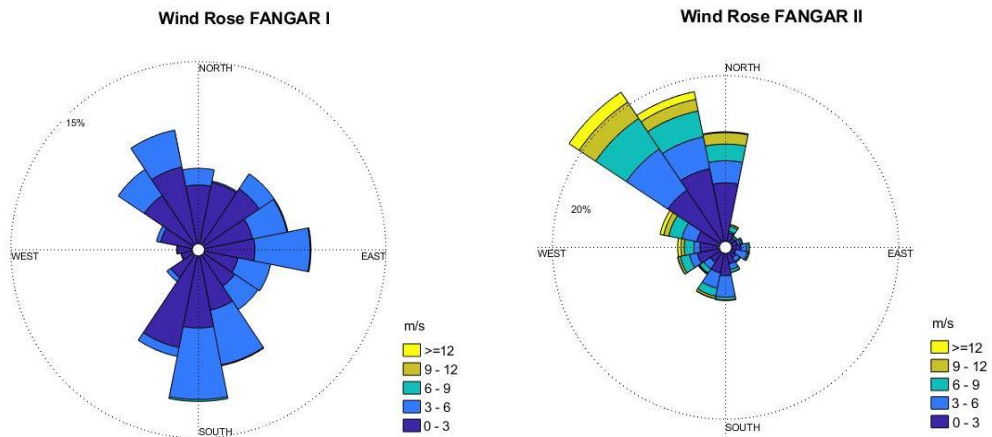 Wind Rose FANGAR I
NORTH
15%
WEST
EAST
SOUTH
m/s
>=12
9 - 12
6 - 9
3 - 6
0 - 3
Wind Rose FANGAR II
NORTH
20%
WEST
EAST
SOUTH
m/s
>=12
9 - 12
6 - 9
3 - 6
0 - 3